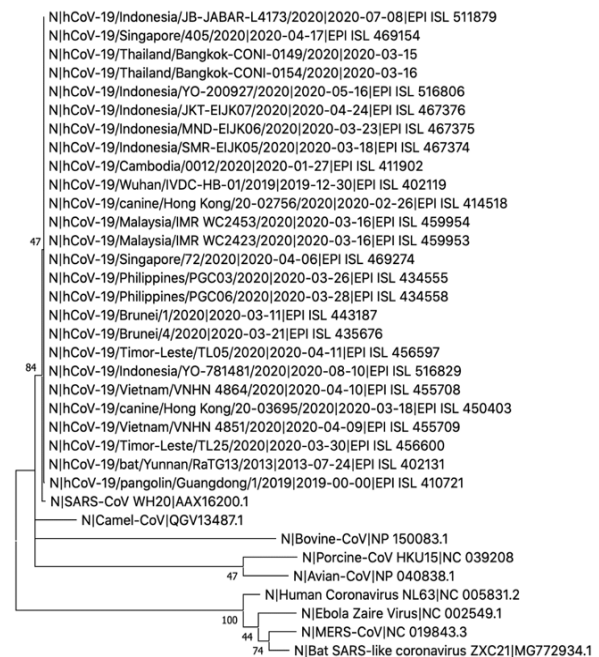 N|hCoV-19/Indonesia/JB-JABAR-L4173/2020|2020-07-08|EPI ISL 511879
N|hCoV-19/Singapore/405/2020|2020-04-17|EPI ISL 469154
N|hCoV-19/Thailand/Bangkok-CONI-0149/2020|2020-03-15
N|hCoV-19/Thailand/Bangkok-CONI-0154/2020|2020-03-16
N|hCoV-19/Indonesia/YO-200927/2020|2020-05-16|EPI ISL 516806
N|hCoV-19/Indonesia/JKT-EIJK07/2020|2020-04-24|EPI ISL 467376
N|hCoV-19/Indonesia/MND-EIJK06/2020|2020-03-23|EPI ISL 467375
N|hCoV-19/Indonesia/SMR-EIJK05/2020|2020-03-18|EPI ISL 467374
N|hCoV-19/Cambodia/0012/2020|2020-01-27|EPI ISL 411902
N|hCoV-19/Wuhan/IVDC-HB-01/2019|2019-12-30|EPI ISL 402119
N|hCoV-19/canine/Hong Kong/20-02756/2020|2020-02-26|EPI ISL 414518
N|hCoV-19/Malaysia/IMR WC2453/2020|2020-03-16|EPI ISL 459954
47 N|hCoV-19/Malaysia/IMR WC2423/2020|2020-03-16|EPI ISL 459953
N|hCoV-19/Singapore/72/2020|2020-04-06|EPI ISL 469274
N|hCoV-19/Philippines/PGC03/2020|2020-03-26|EPI ISL 434555
N|hCoV-19/Philippines/PGC06/2020|2020-03-28|EPI ISL 434558
N|hCoV-19/Brunei/1/2020|2020-03-11|EPI ISL 443187
N|hCoV-19/Brunei/4/2020|2020-03-21|EPI ISL 435676
N|hCoV-19/Timor-Leste/TL05/2020|2020-04-11|EPI ISL 456597
84 N|hCoV-19/Indonesia/YO-781481/2020|2020-08-10|EPI ISL 516829
N|hCoV-19/Vietnam/VNHN 4864/2020|2020-04-10|EPI ISL 455708
N|hCoV-19/canine/Hong Kong/20-03695/2020|2020-03-18|EPI ISL 450403
N|hCoV-19/Vietnam/VNHN 4851/2020|2020-04-09|EPI ISL 455709
N|hCoV-19/Timor-Leste/TL25/2020|2020-03-30|EPI ISL 456600
N|hCoV-19/bat/Yunnan/RaTG13/2013|2013-07-24|EPI ISL 402131
N|hCoV-19/pangolin/Guangdong/1/2019|2019-00-00|EPI ISL 410721
N|SARS-CoV WH20|AAX16200.1
N|Camel-CoV|QGV13487.1
N|Bovine-CoV|NP 150083.1
N|Porcine-CoV HKU15|NC 039208
47 N|Avian-CoV|NP 040838.1
N|Human Coronavirus NL63|NC 005831.2
100 N|Ebola Zaire Virus|NC 002549.1
44 N|MERS-CoV|NC 019843.3
74 N|Bat SARS-like coronavirus ZXC21|MG772934.1